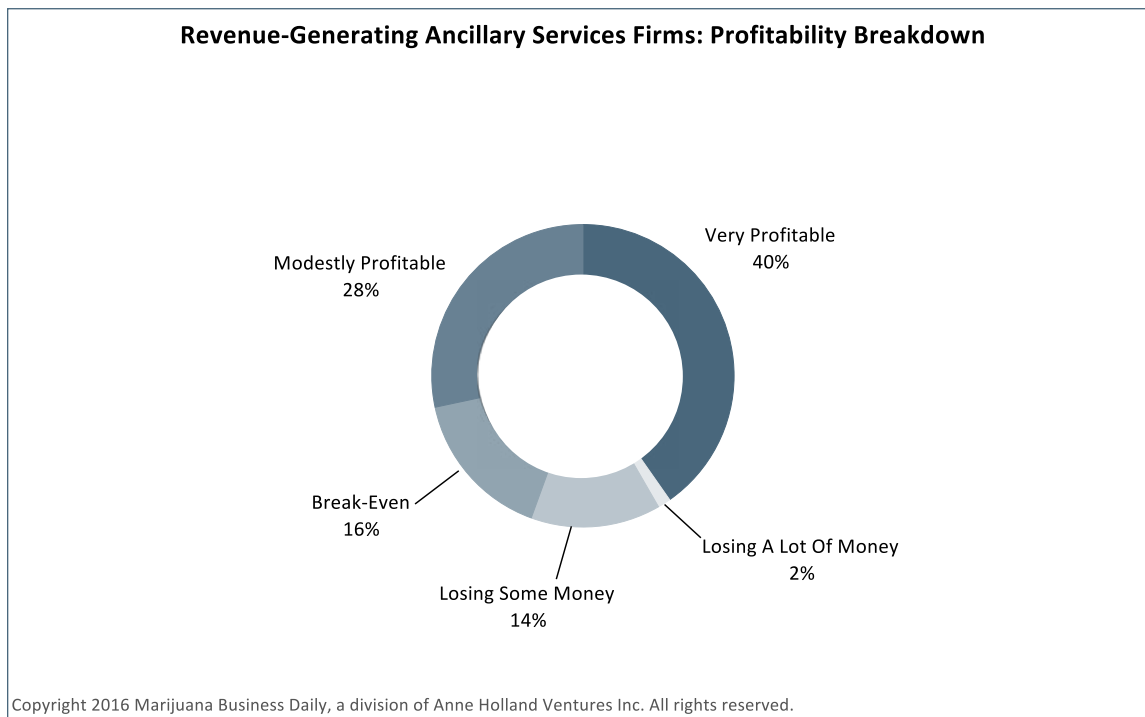 Revenue-Generating Ancillary Services Firms: Profitability Breakdown
Very Profitable
40%
Modestly Profitable
28%
Break-Even
16%
Losing A Lot Of Money
2%
Losing Some Money
14%
Copyright 2016 Marijuana Business Daily, a division of Anne Holland Ventures Inc. All rights reserved.